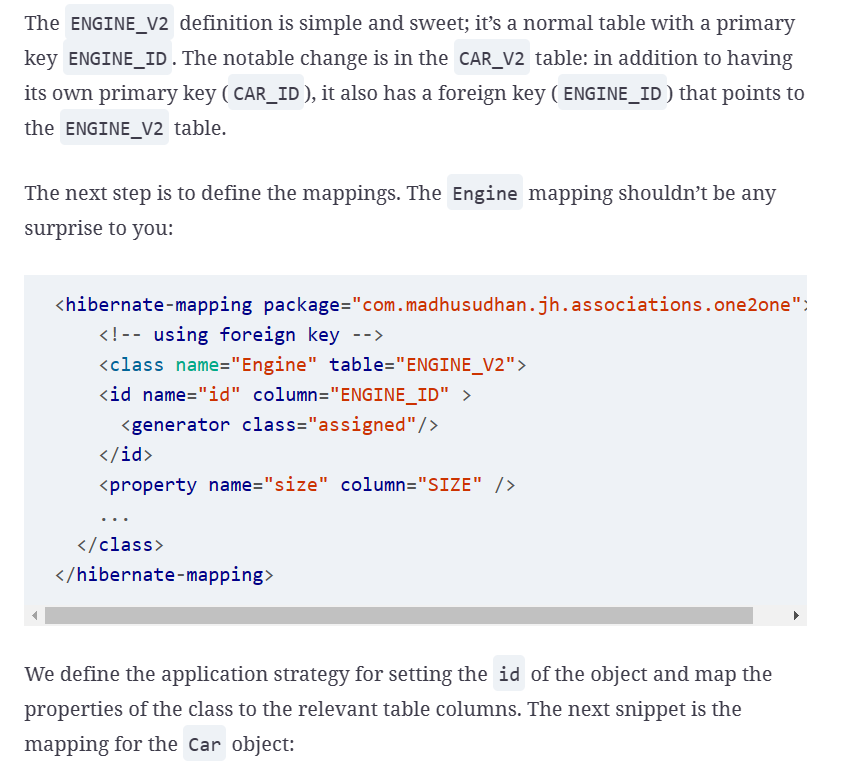 The ENGINE_V2 definition is simple and sweet; it’s a normal table with a primary
key ENGINE_ID. The notable change is in the CAR_V2 table: in addition to having
its own primary key (CAR_ID), it also has a foreign key (ENGINE_ID) that points to
the ENGINE_V2 table.
The next step is to define the mappings. The Engine mapping shouldn’t be any
surprise to you:
<hibernate-mapping package="com.madhusudhan.jh.associations.one2one">
<!-- using foreign key -->
<class name="Engine" table="ENGINE_V2">
<id name="id" column="ENGINE_ID" >
<generator class="assigned"/>
</id>
<property name="size" column="SIZE" />
...
</class>
</hibernate-mapping>
We define the application strategy for setting the id of the object and map the
properties of the class to the relevant table columns. The next snippet is the
mapping for the Car object: